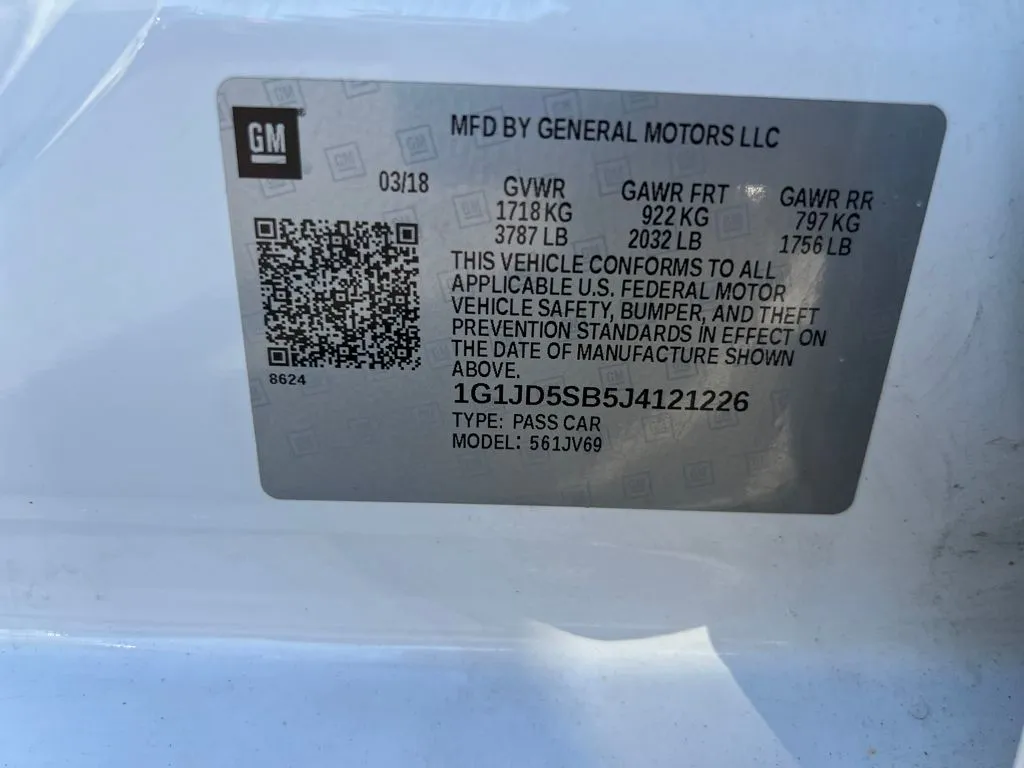 GM
MFD BY GENERAL MOTORS LLC
03/18
GVWR GAWR FRT GAWR RR
1718 KG 922 KG 797 KG
3787 LB 2032 LB 1756 LB
THIS VEHICLE CONFORMS TO ALL
APPLICABLE U.S. FEDERAL MOTOR
VEHICLE SAFETY, BUMPER, AND THEFT
PREVENTION STANDARDS IN EFFECT ON
THE DATE OF MANUFACTURE SHOWN
ABOVE.
8624
1G1JD5SB5J4121226
TYPE: PASS CAR
MODEL: 561JV69